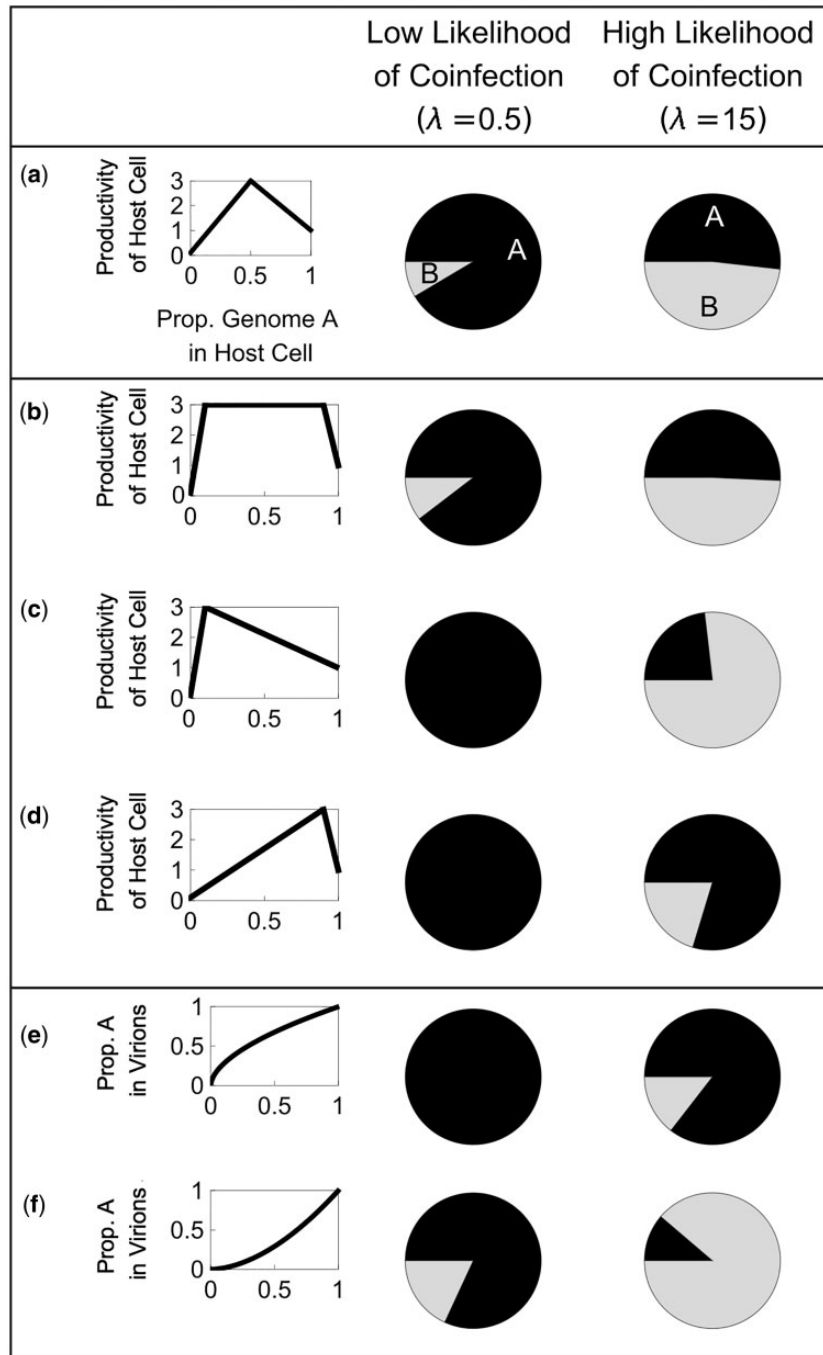 Low Likelihood
of Coinfection
(λ =0.5)
High Likelihood
of Coinfection
(λ =15)
(a)
Productivity
of Host Cell
3
2
1
0
0 0.5 1
Prop. Genome A
in Host Cell
A
B
A
B
(b)
Productivity
of Host Cell
3
2
1
0
0 0.5 1
(c)
Productivity
of Host Cell
3
2
1
0
0 0.5 1
(d)
Productivity
of Host Cell
3
2
1
0
0 0.5 1
(e)
Prop. A
in Virions
1
0.5
0
0 0.5 1
(f)
Prop. A
in Virions
1
0.5
0
0 0.5 1